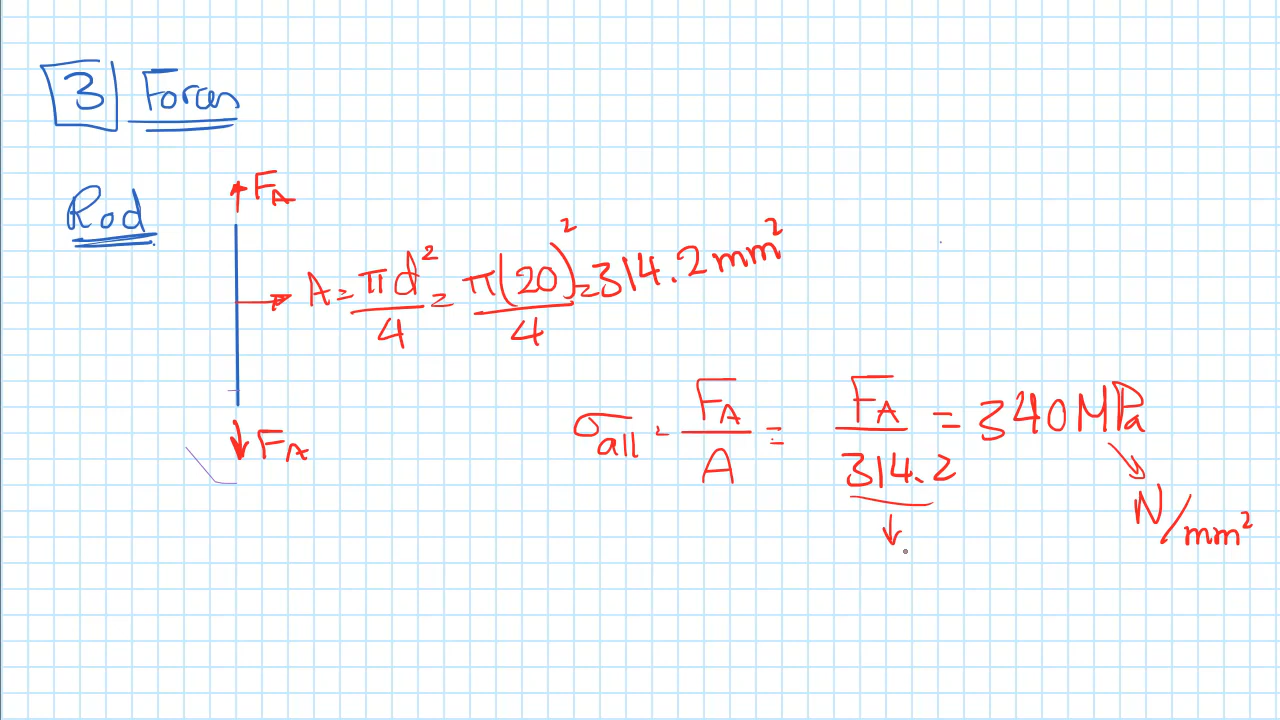 3 Forces
Rod
F_A
A = πd²/4 = π(20)²/4 = 314.2 mm²
σ_all = F_A/A = F_A/314.2 = 340 MPa
F_A
N/mm²